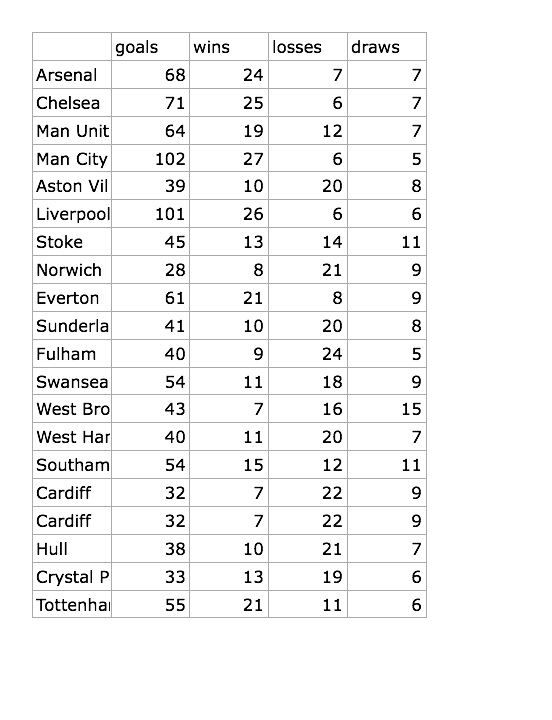 goals wins losses draws
Arsenal 68 24 7 7
Chelsea 71 25 6 7
Man Unit 64 19 12 7
Man City 102 27 6 5
Aston Vil 39 10 20 8
Liverpool 101 26 6 6
Stoke 45 13 14 11
Norwich 28 8 21 9
Everton 61 21 8 9
Sunderla 41 10 20 8
Fulham 40 9 24 5
Swansea 54 11 18 9
West Bro 43 7 16 15
West Ham 40 11 20 7
Southam 54 15 12 11
Cardiff 32 7 22 9
Cardiff 32 7 22 9
Hull 38 10 21 7
Crystal P 33 13 19 6
Tottenha 55 21 11 6